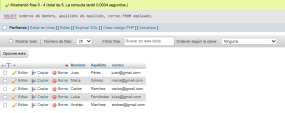 Mostrando filas 0 - 4 (total de 5, La consulta tardó 0.0004 segundos.)
SELECT nombres AS Nombre, apellidos AS Apellido, correo FROM empleado;
Perfilando [ Editar en línea ] [ Editar ] [ Explicar SQL ] [ Crear código PHP ] [ Actualizar ]
Mostrar todo Número de filas: 25 Filtrar filas: Buscar en esta tabla Ordenar según la clave: Ninguna
Opciones extra
Nombre Apellido correo
Editar Copiar Borrar Juan Pérez juan@gmail.com
Editar Copiar Borrar María Gómez maria@gmail.com
Editar Copiar Borrar Carlos Ramírez carlos@gmail.com
Editar Copiar Borrar Luisa Fernández luisa@gmail.com
Editar Copiar Borrar Andrés Martínez andres@gmail.com